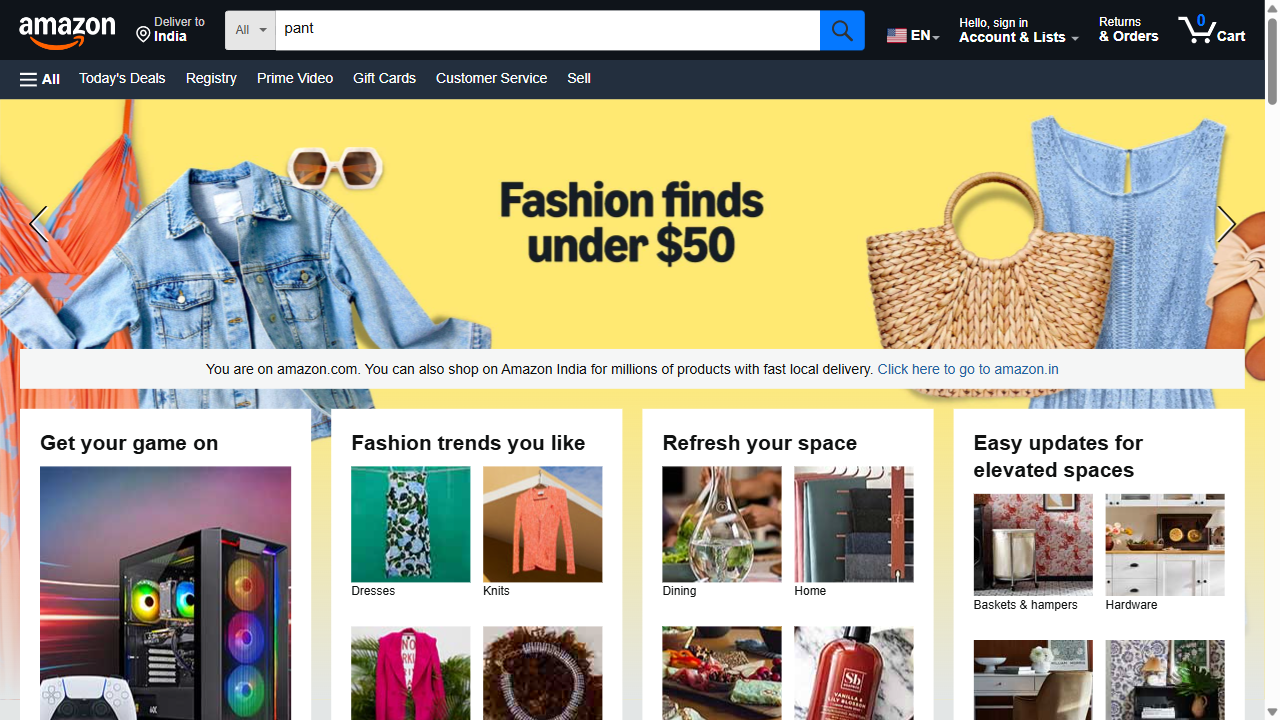 amazon
Deliver to
India
All
pant
EN
Hello, sign in
Account & Lists
Returns
& Orders
0
Cart
All
Today's Deals
Registry
Prime Video
Gift Cards
Customer Service
Sell
Fashion finds
under $50
You are on amazon.com. You can also shop on Amazon India for millions of products with fast local delivery. Click here to go to amazon.in
Get your game on
Fashion trends you like
Dresses
Knits
Refresh your space
Dining
Home
VANILLA &
LILY BLOSSOM
Easy updates for
elevated spaces
Baskets & hampers
Hardware